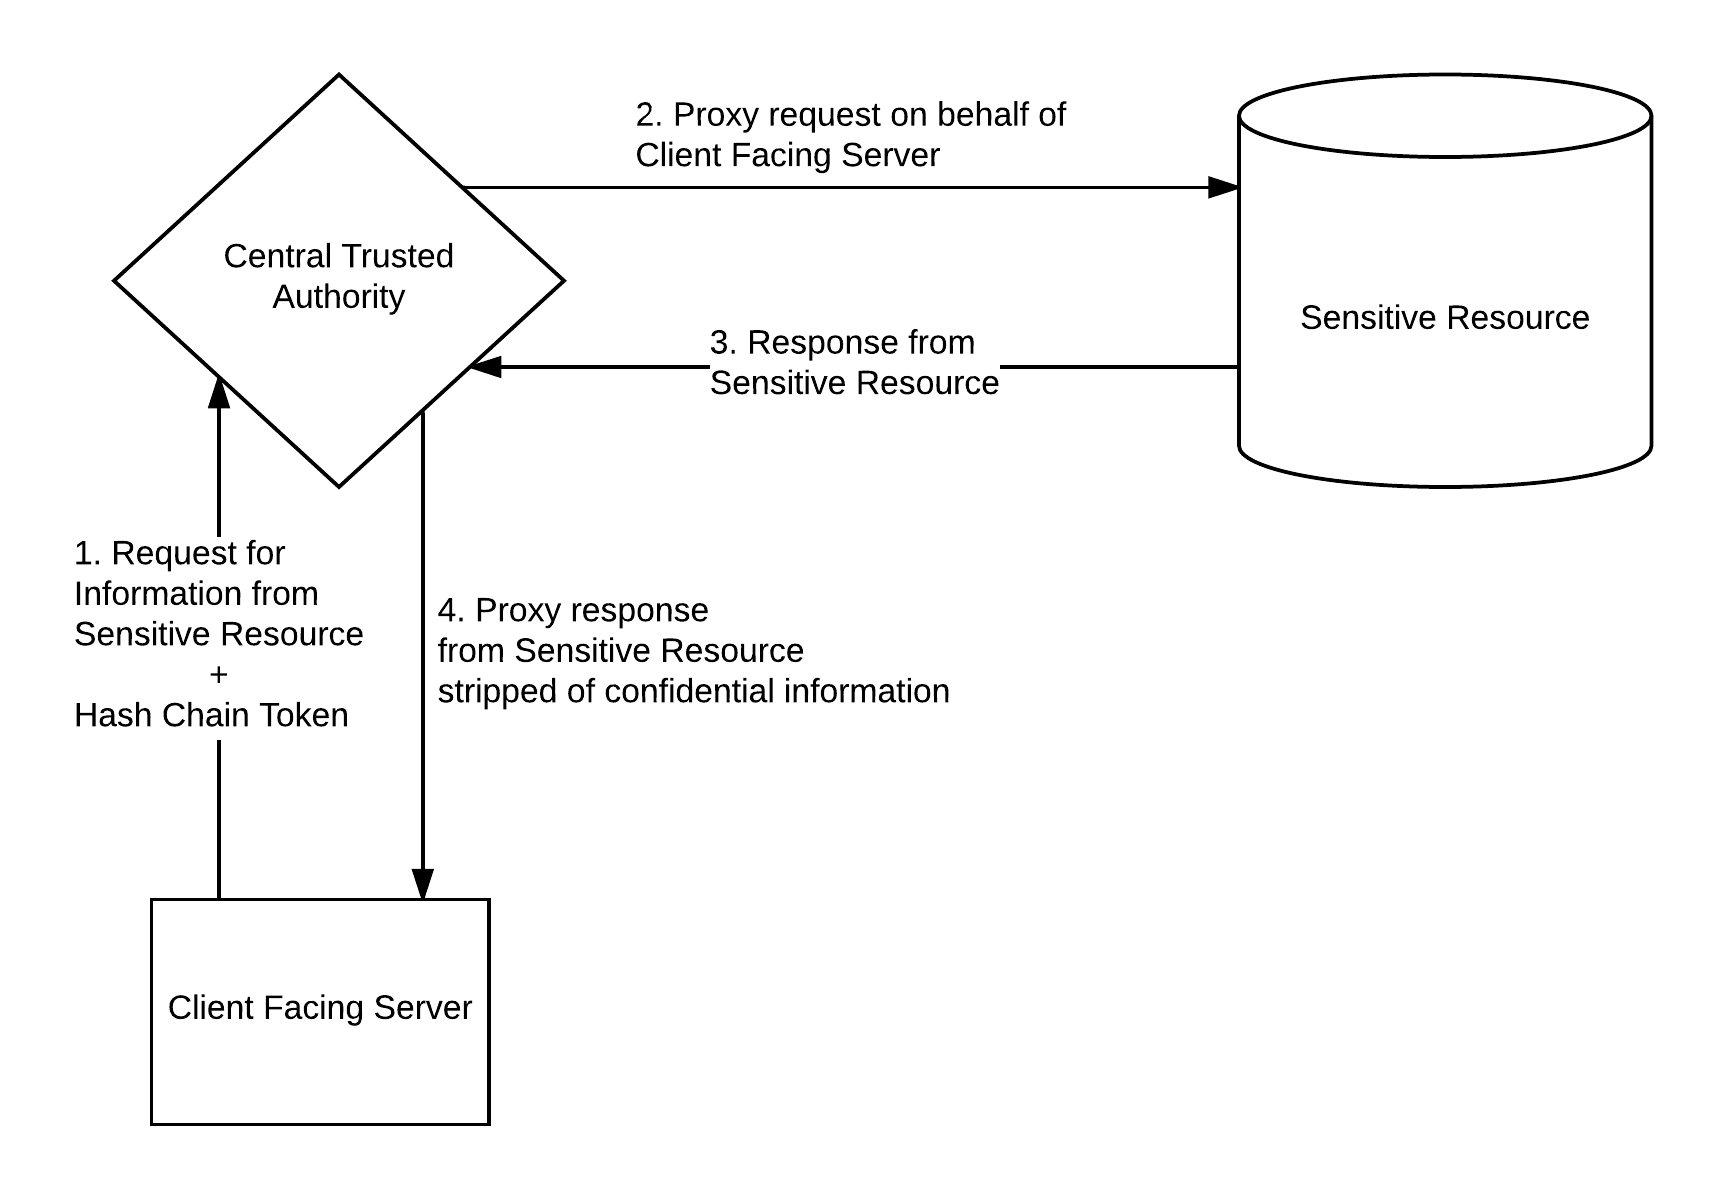 2. Proxy request on behalf of
Client Facing Server
Central Trusted
Authority
Sensitive Resource
3. Response from
Sensitive Resource
1. Request for
Information from
Sensitive Resource
+
Hash Chain Token
4. Proxy response
from Sensitive Resource
stripped of confidential information
Client Facing Server